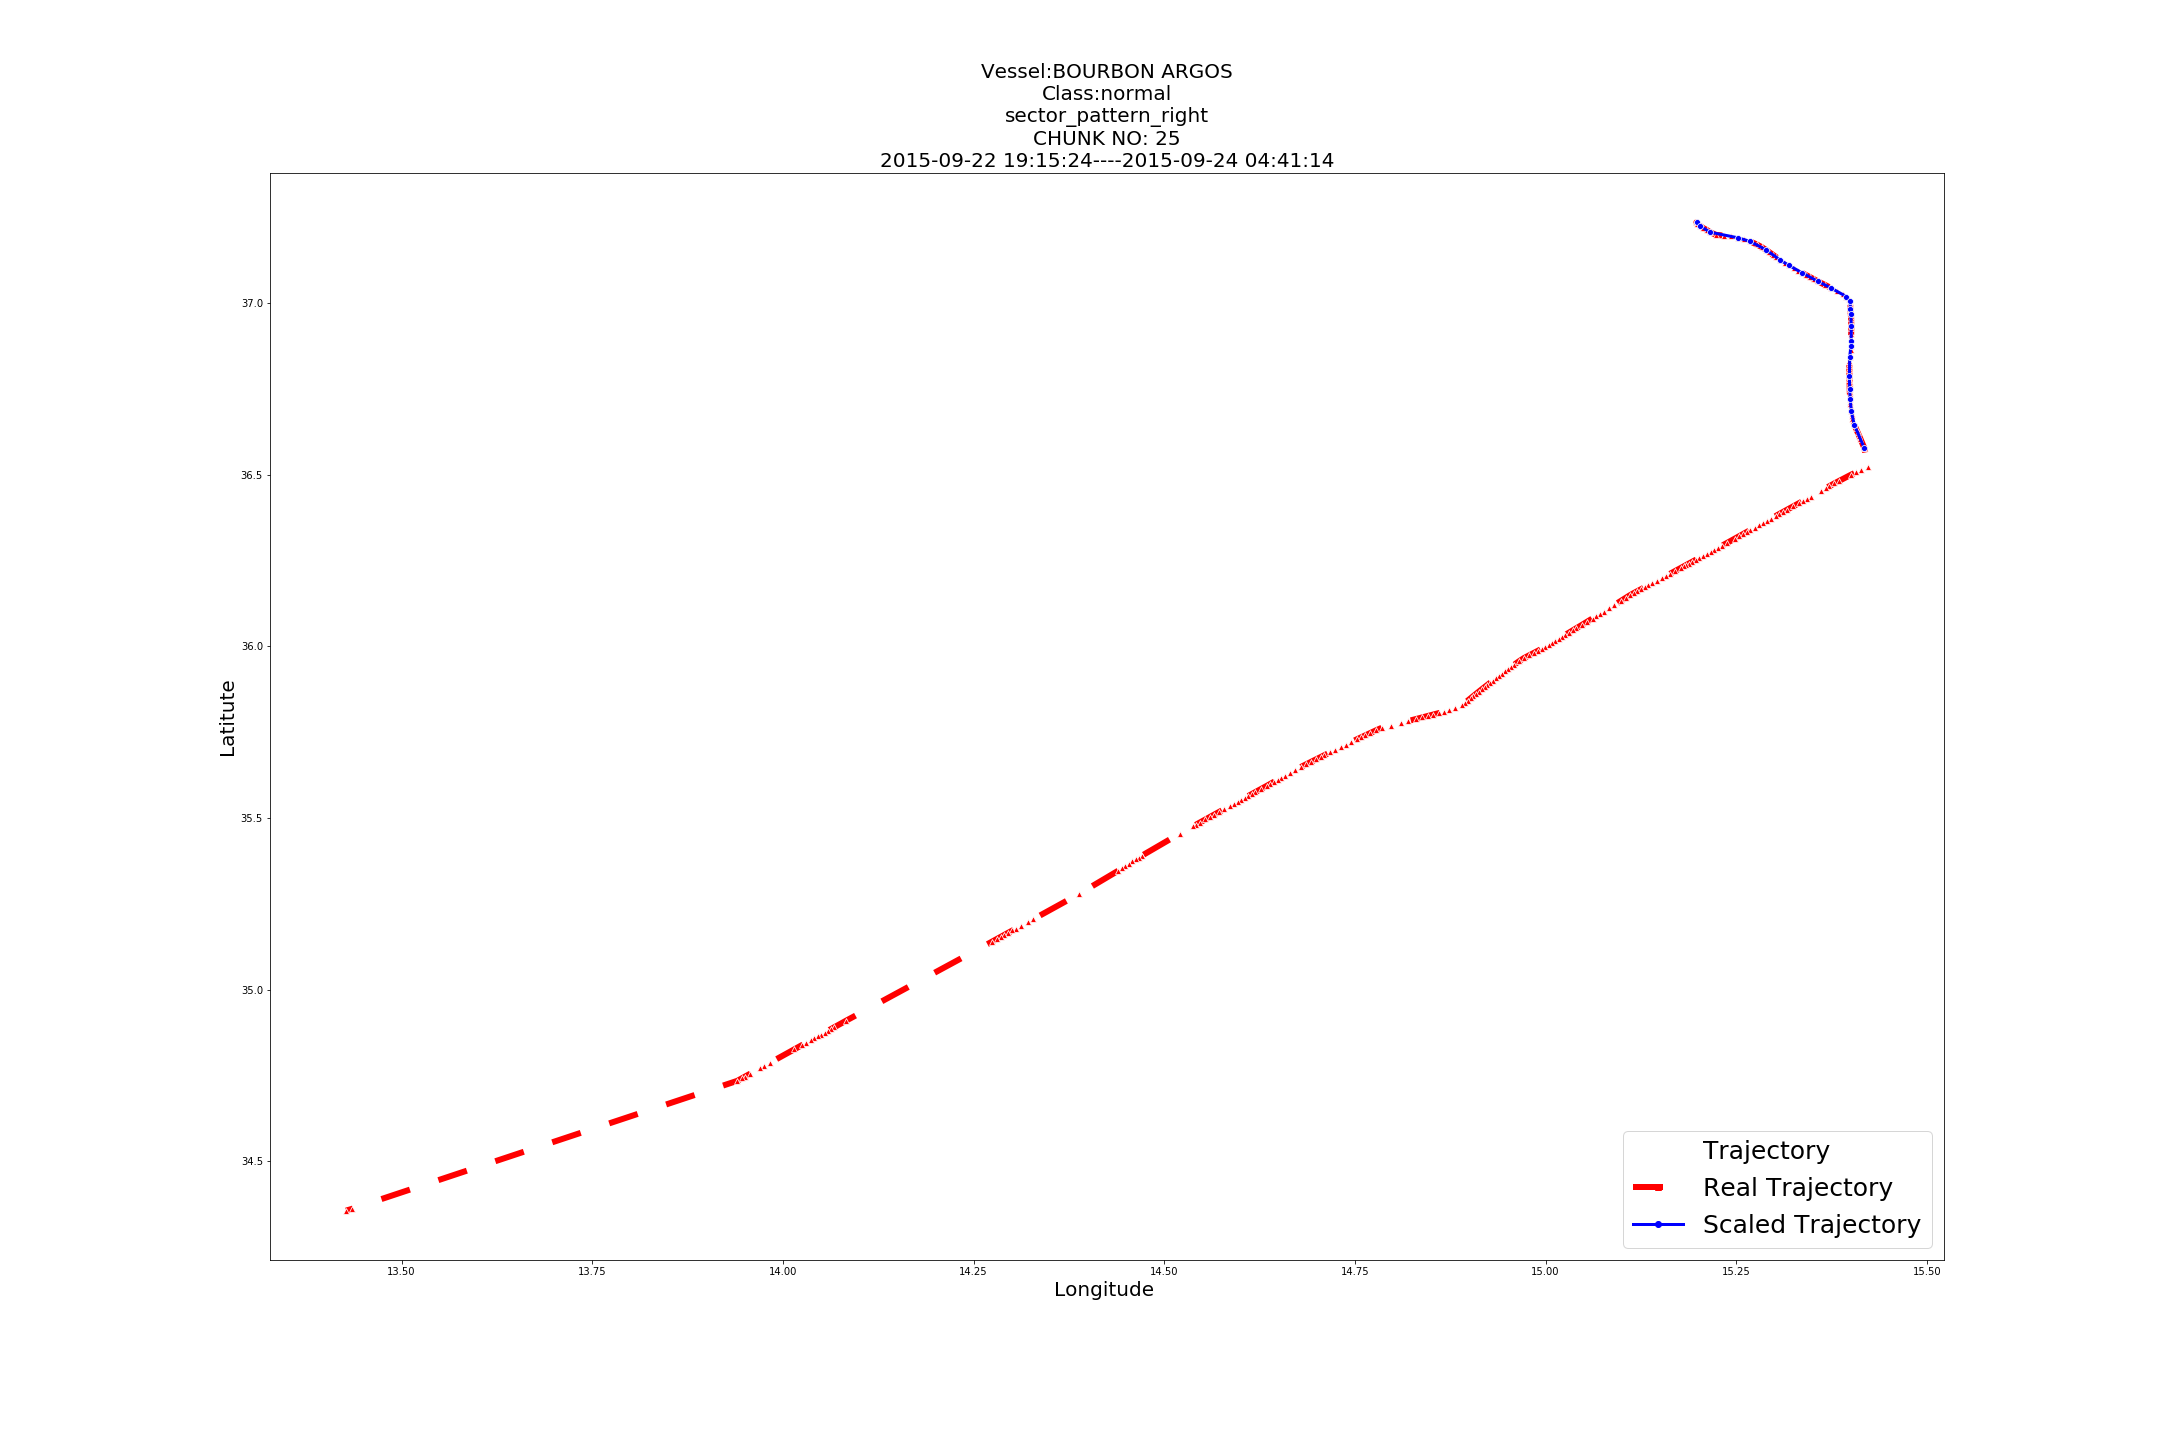 Vessel:BOURBON ARGOS
Class:normal
sector_pattern_right
CHUNK NO: 25
2015-09-22 19:15:24----2015-09-24 04:41:14
37.0
36.5
36.0
35.5
35.0
34.5
Latitute
Trajectory
Real Trajectory
Scaled Trajectory
13.50 13.75 14.00 14.25 14.50 14.75 15.00 15.25 15.50
Longitude